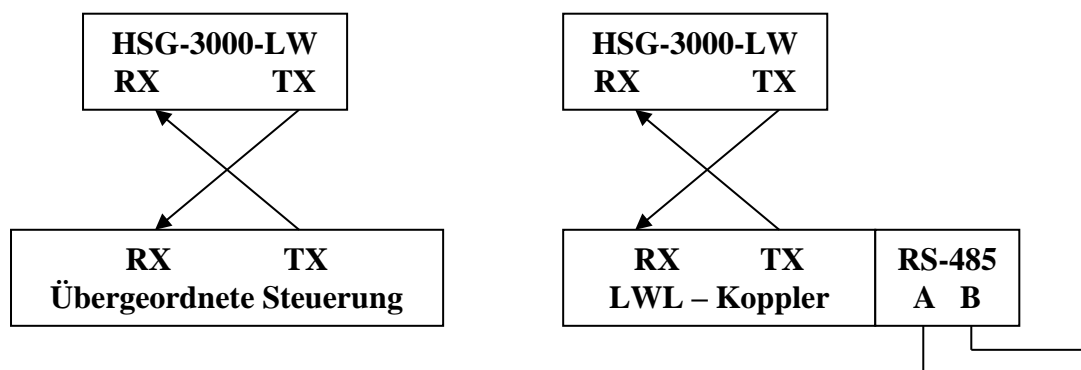 HSG-3000-LW
RX TX
RX TX
Übergeordnete Steuerung
HSG-3000-LW
RX TX
RX TX
LWL – Koppler
RS-485
A B